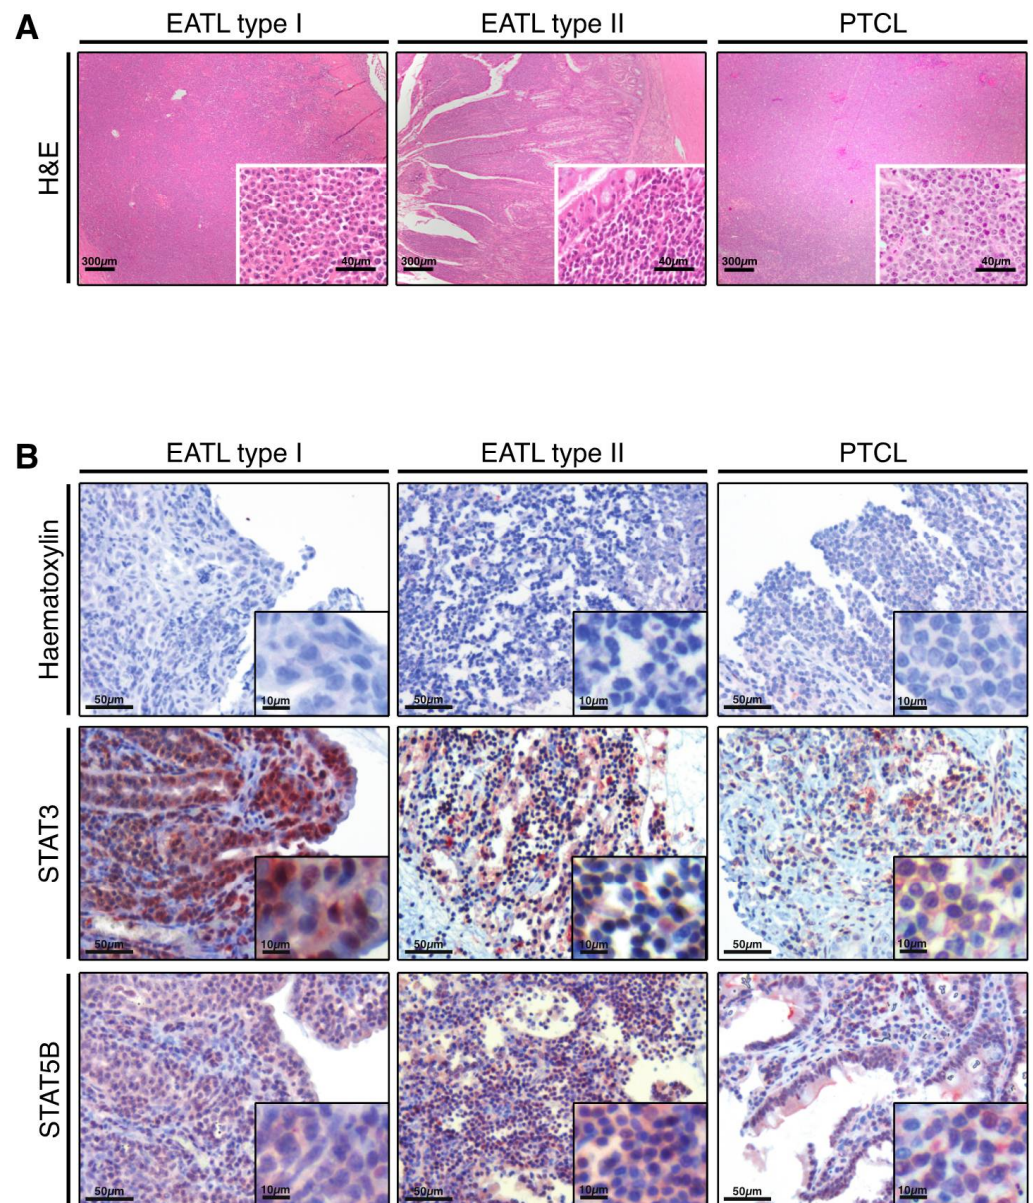 A
EATL type I EATL type II PTCL
H&E
300µm 40µm 300µm 40µm 300µm 40µm
B
EATL type I EATL type II PTCL
Haematoxylin
50µm 10µm 50µm 10µm 50µm 10µm
STAT3
50µm 10µm 50µm 10µm 50µm 10µm
STAT5B
50µm 10µm 50µm 10µm 50µm 10µm